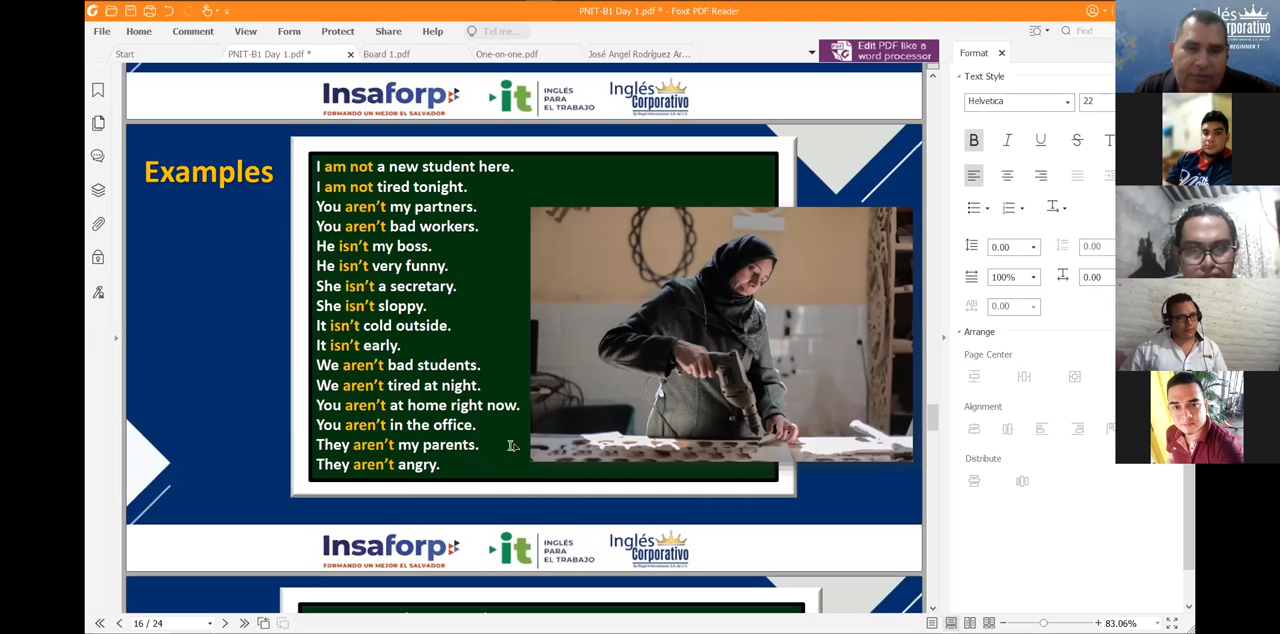 PNIT-B1 Day 1.pdf * - Foxit PDF Reader
File Home Comment View Form Protect Share Help Tell me... Find
Start PNIT-B1 Day 1.pdf * Board 1.pdf One-on-one.pdf José Angel Rodríguez Ar...
Edit PDF like a
word processor
Insaforp
FORMANDO UN MEJOR EL SALVADOR
it
INGLÉS
PARA
EL TRABAJO
Inglés
Corporativo
Examples
I am not a new student here.
I am not tired tonight.
You aren't my partners.
You aren't bad workers.
He isn't my boss.
He isn't very funny.
She isn't a secretary.
She isn't sloppy.
It isn't cold outside.
It isn't early.
We aren't bad students.
We aren't tired at night.
You aren't at home right now.
You aren't in the office.
They aren't my parents.
They aren't angry.
Insaforp
FORMANDO UN MEJOR EL SALVADOR
it
INGLÉS
PARA
EL TRABAJO
Inglés
Corporativo
16 / 24
83.06%
Format
Text Style
Helvetica 22
B I U S T
0.00 0.00
100% 0.00
0.00
Arrange
Page Center
Alignment
Distribute
Inglés
BEGINNER 1